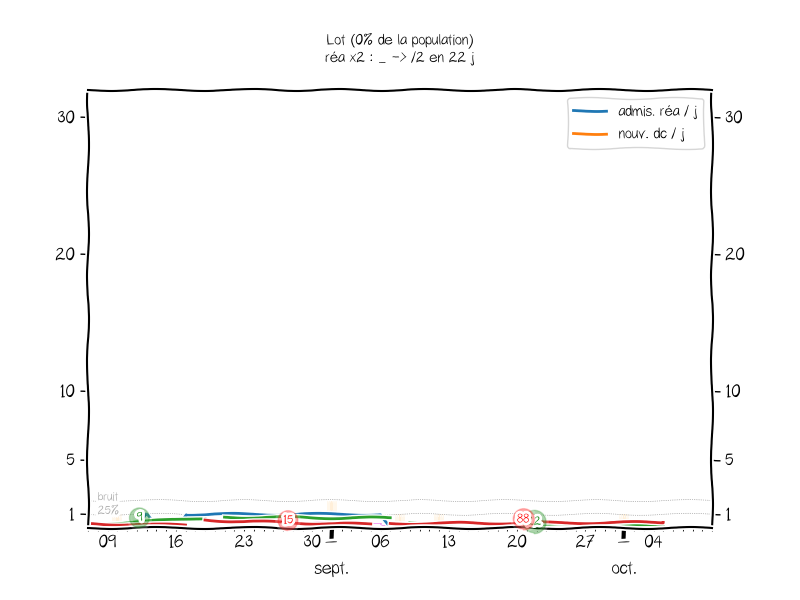 Lot (0% de la population)
réa x2 : _ -> /2 en 22 j
30 30
admis. réa / j
nouv. dc / j
20 20
10 10
5 5
bruit
25%
1 1
9 15 88 2
09 16 23 30 06 13 20 27 04
sept. oct.